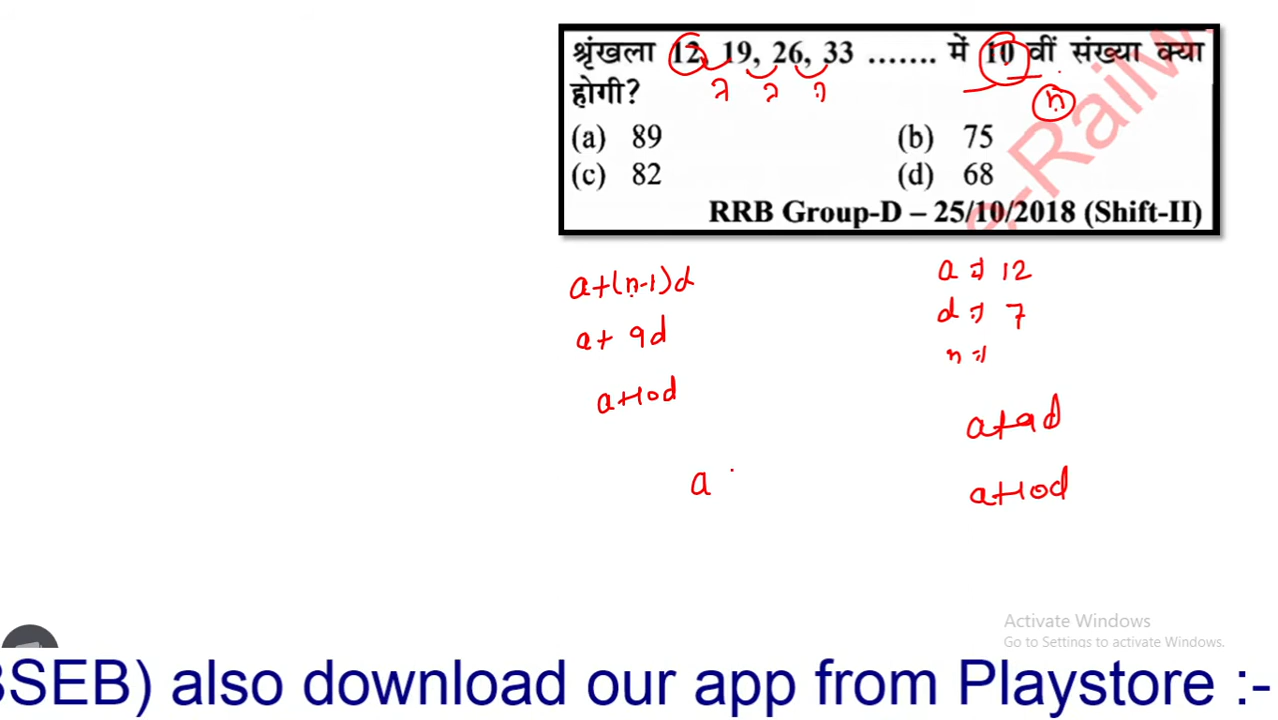 श्रृंखला 12, 19, 26, 33 ....... में 10 वीं संख्या क्या
होगी?
7 7 7
n
(a) 89 (b) 75
(c) 82 (d) 68
RRB Group-D – 25/10/2018 (Shift-II)
e-Railw
a+(n-1)d
a+ 9d
a+10d
a
a = 12
d = 7
n =
a+9d
a+10d
Activate Windows
Go to Settings to activate Windows.
BSEB) also download our app from Playstore :-